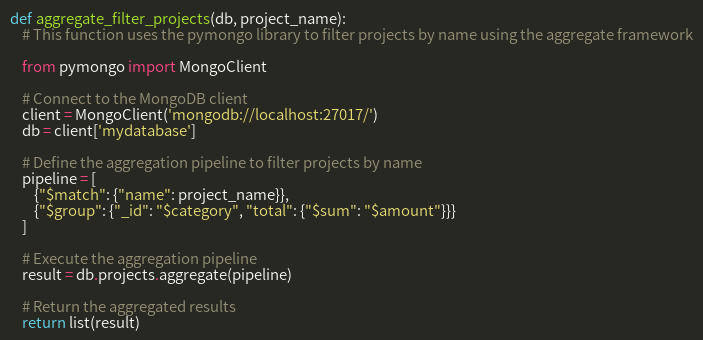 def aggregate_filter_projects(db, project_name):
    # This function uses the pymongo library to filter projects by name using the aggregate framework
    from pymongo import MongoClient
    # Connect to the MongoDB client
    client = MongoClient('mongodb://localhost:27017/')
    db = client['mydatabase']
    # Define the aggregation pipeline to filter projects by name
    pipeline = [
        {"$match": {"name": project_name}},
        {"$group": {"_id": "$category", "total": {"$sum": "$amount"}}}
    ]
    # Execute the aggregation pipeline
    result = db.projects.aggregate(pipeline)
    # Return the aggregated results
    return list(result)